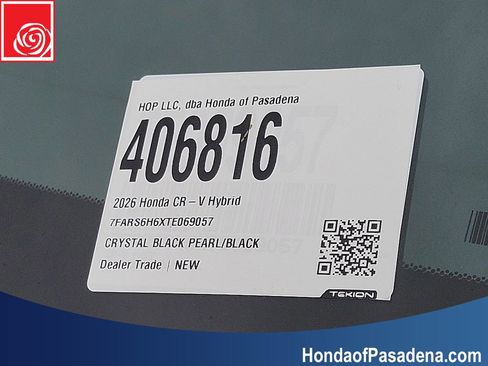 HOP LLC, dba Honda of Pasadena
406816
2026 Honda CR – V Hybrid
7FARS6H6XTE069057
CRYSTAL BLACK PEARL/BLACK
Dealer Trade | NEW
TEKION
HondaofPasadena.com